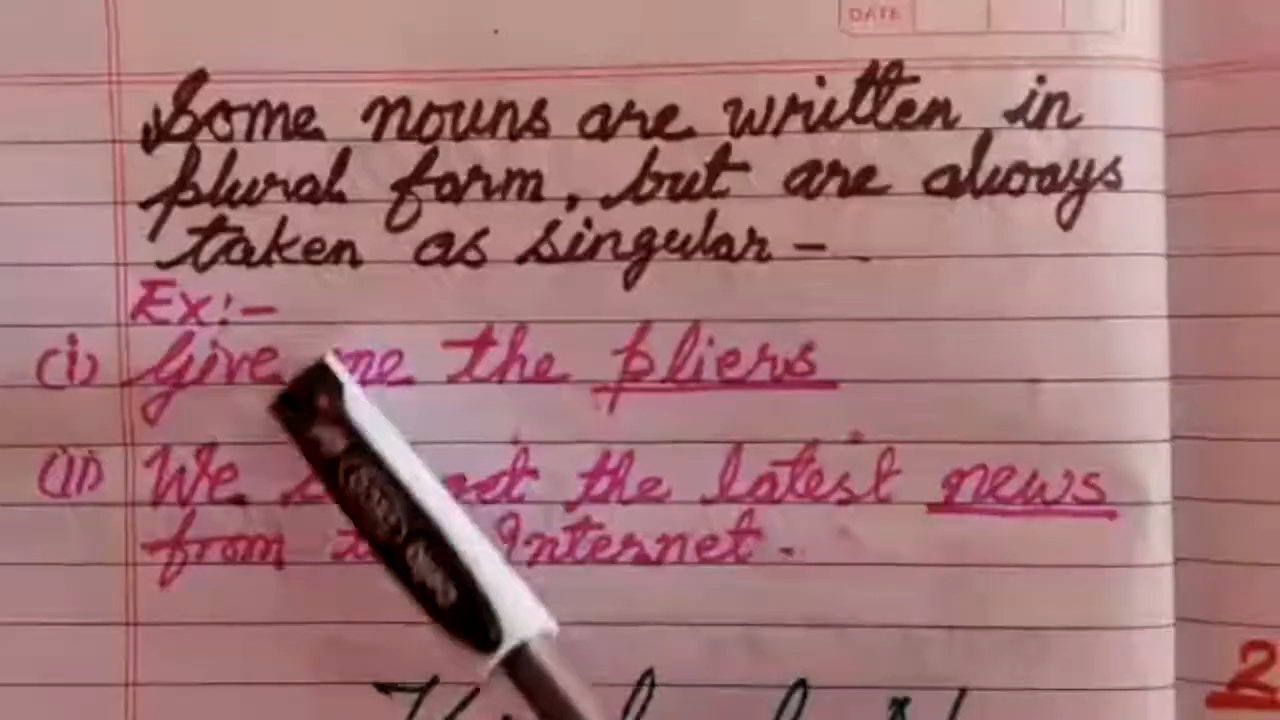 DATE
Some nouns are written in
plural form, but are always
taken as singular -
Ex:-
(i) Give me the pliers
(ii) We the latest news
from Internet.
2